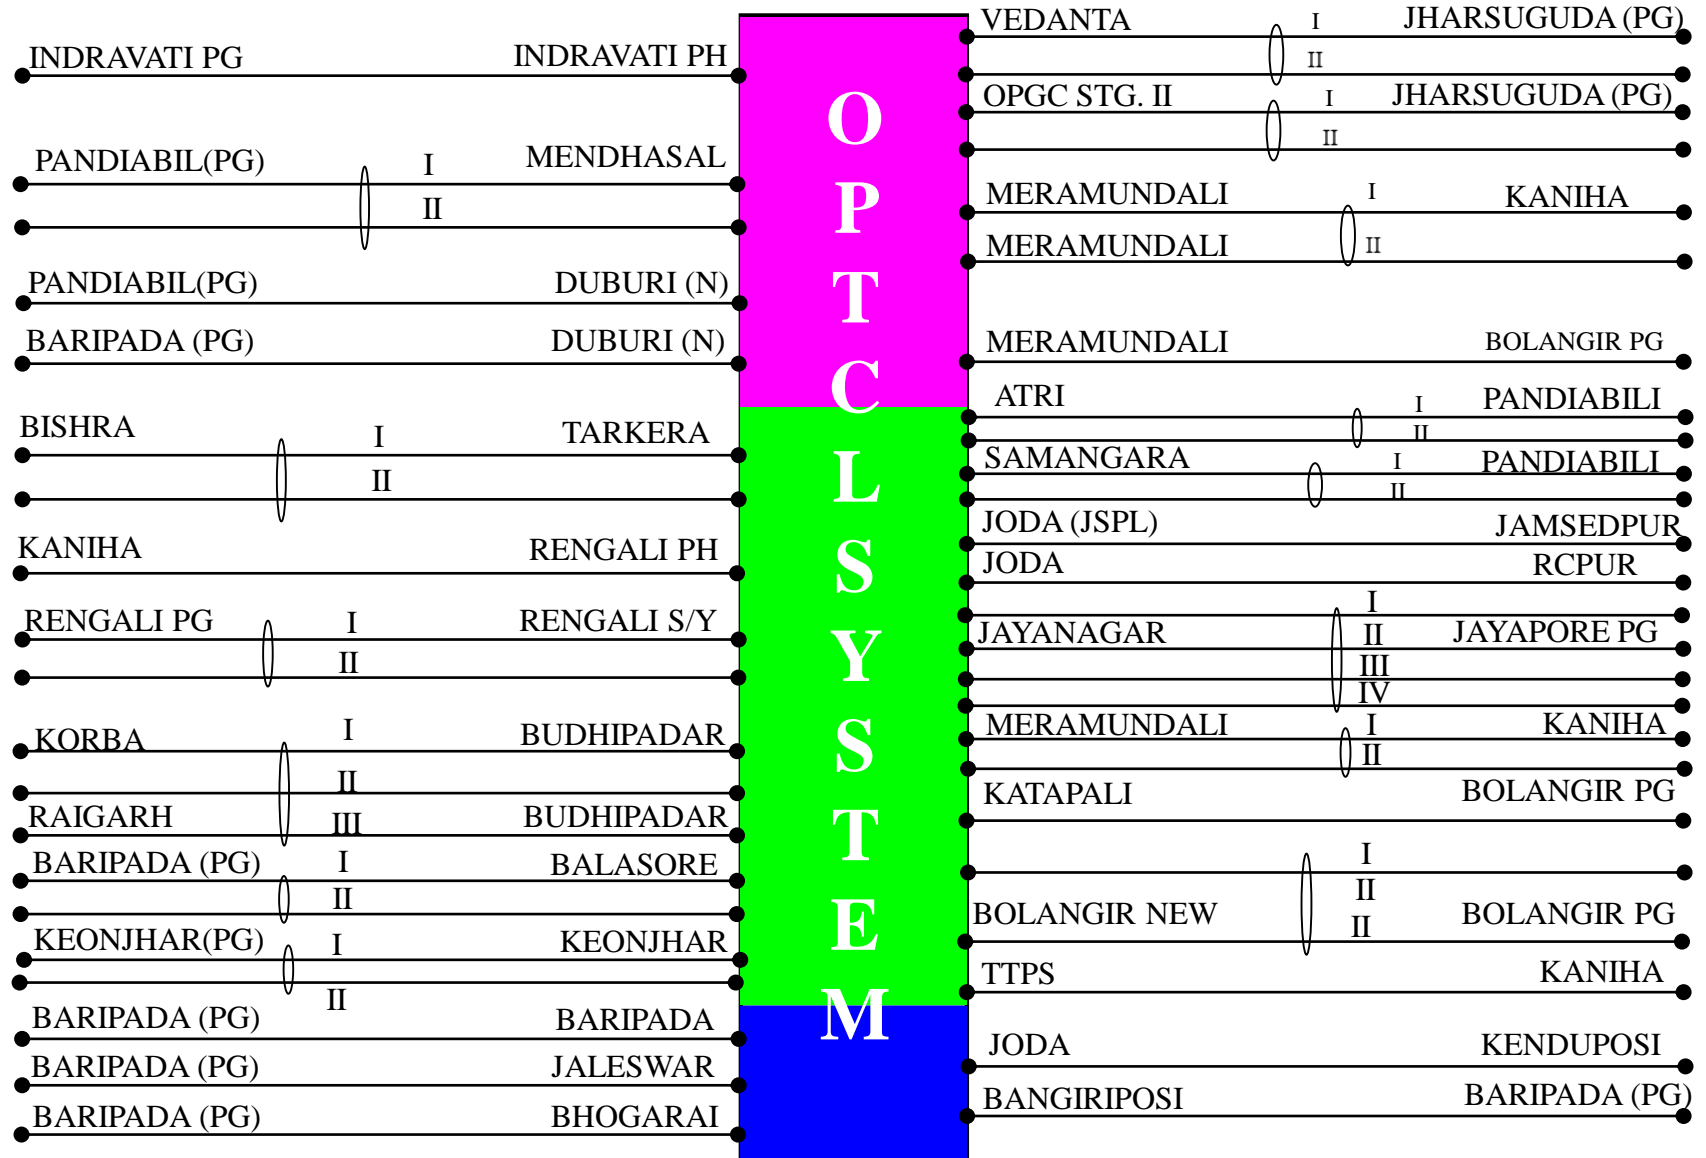 INDRAVATI PG INDRAVATI PH
PANDIABIL(PG) I MENDHASAL
II
PANDIABIL(PG) DUBURI (N)
BARIPADA (PG) DUBURI (N)
BISHRA I TARKERA
II
KANIHA RENGALI PH
RENGALI PG I RENGALI S/Y
II
KORBA I BUDHIPADAR
II
RAIGARH III BUDHIPADAR
BARIPADA (PG) I BALASORE
II
KEONJHAR(PG) I KEONJHAR
II
BARIPADA (PG) BARIPADA
BARIPADA (PG) JALESWAR
BARIPADA (PG) BHOGARAI
O
P
T
C
L
S
Y
S
T
E
M
VEDANTA I JHARSUGUDA (PG)
II
OPGC STG. II I JHARSUGUDA (PG)
II
MERAMUNDALI I KANIHA
MERAMUNDALI II
MERAMUNDALI BOLANGIR PG
ATRI I PANDIABILI
II
SAMANGARA I PANDIABILI
II
JODA (JSPL) JAMSEDPUR
JODA RCPUR
I
JAYANAGAR II JAYAPORE PG
III
IV
MERAMUNDALI I KANIHA
II
KATAPALI BOLANGIR PG
I
II
BOLANGIR NEW II BOLANGIR PG
TTPS KANIHA
JODA KENDUPOSI
BANGIRIPOSI BARIPADA (PG)